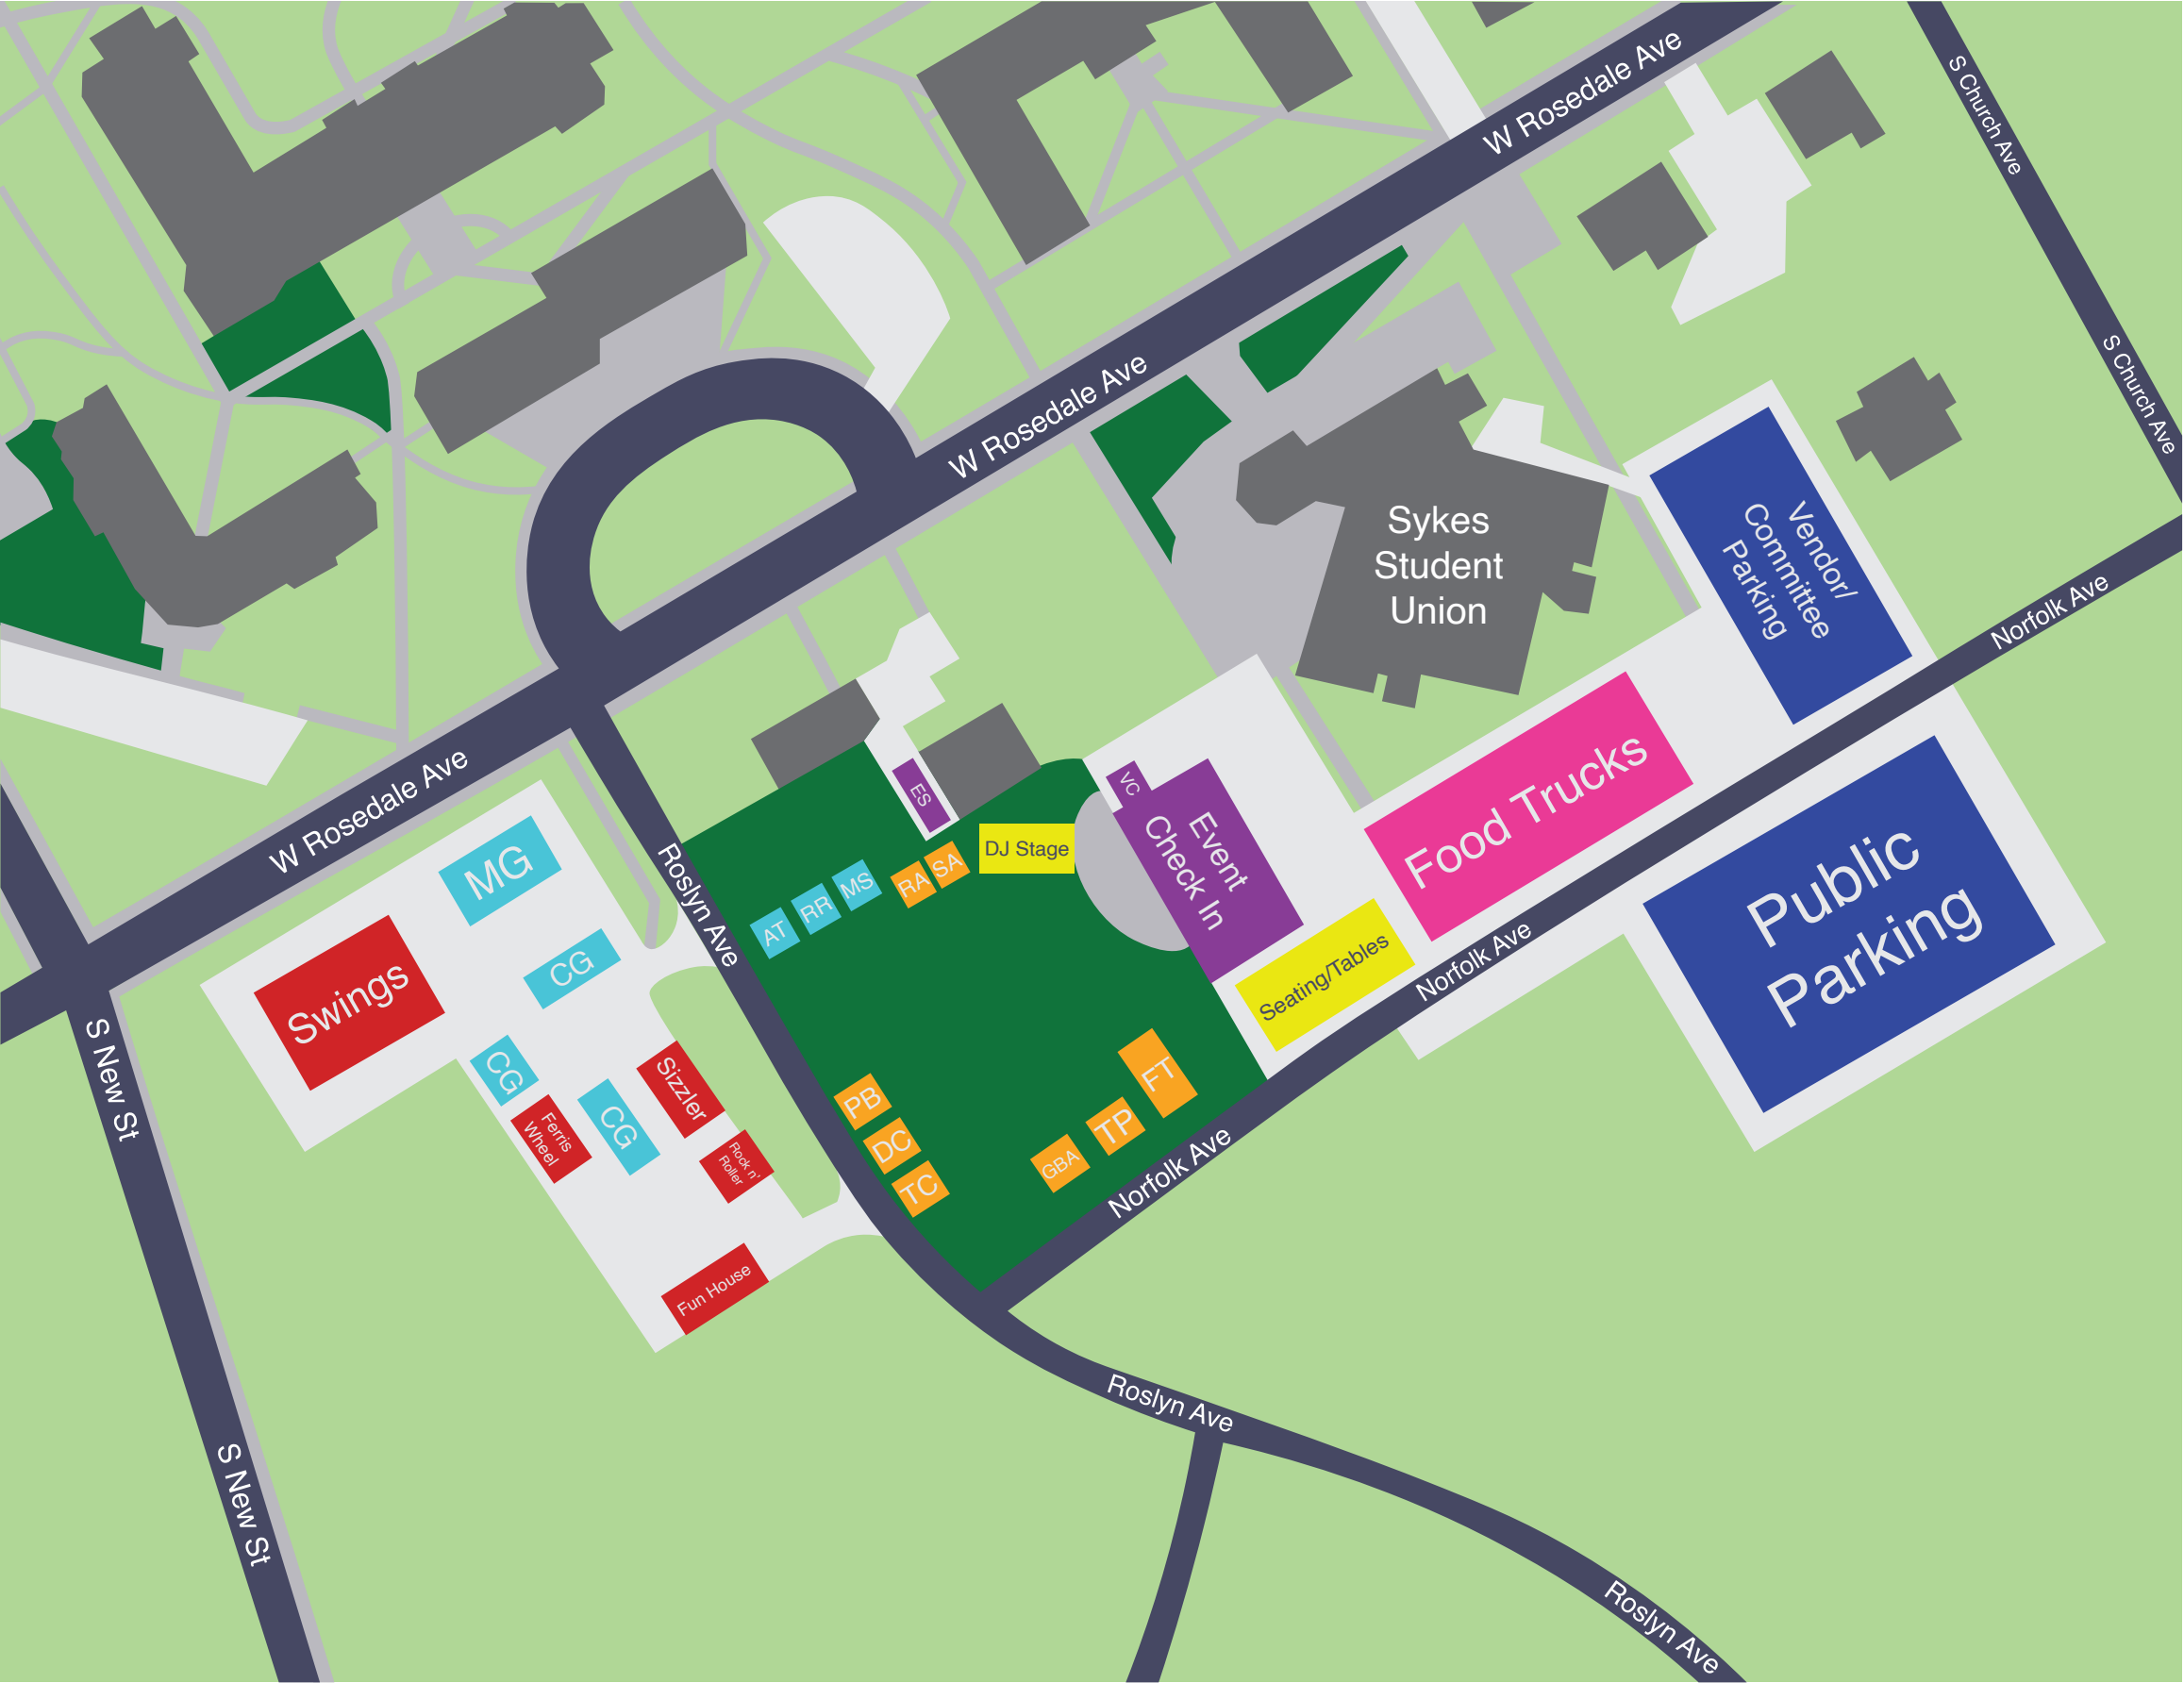 W Rosedale Ave
S Church Ave
S Church Ave
W Rosedale Ave
Sykes
Student
Union
Vendor/
Committee
Parking
Norfolk Ave
W Rosedale Ave
MG
ES
VC
Event
Check In
DJ Stage
Food Trucks
Public
Parking
Roslyn Ave
AT
RR
MS
RA
SA
Swings
CG
Seating/Tables
Norfolk Ave
S New St
CG
Ferris
Wheel
CG
Sizzler
Rock n'
Roller
PB
DC
TC
FT
TP
GBA
Norfolk Ave
Fun House
Roslyn Ave
S New St
Roslyn Ave